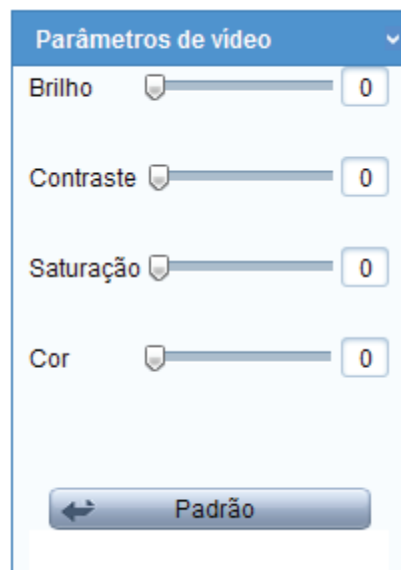 Parâmetros de vídeo
Brilho 0
Contraste 0
Saturação 0
Cor 0
Padrão